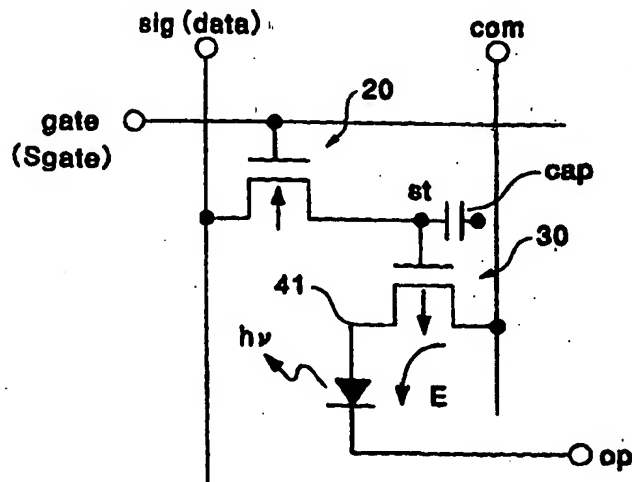 sig (data)
com
20
gate
(Sgate)
st
cap
30
41
hν
E
op